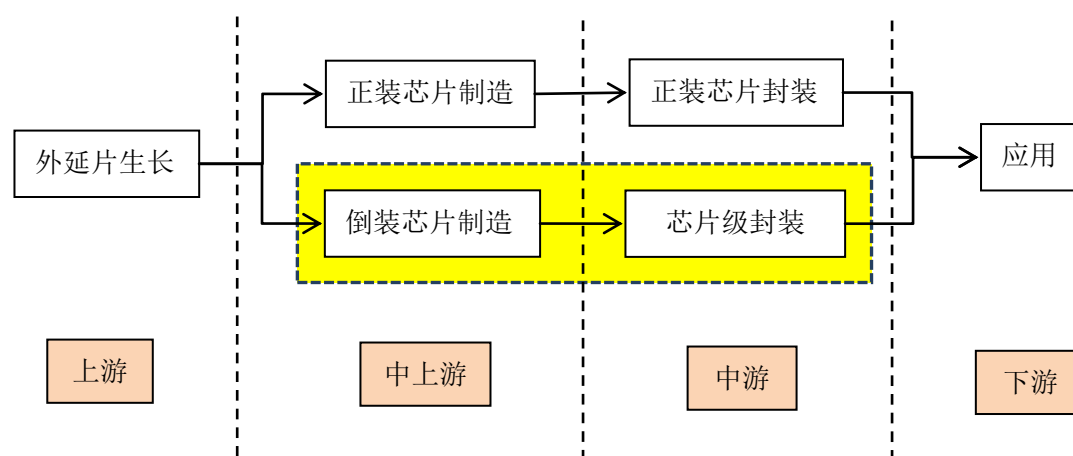 正装芯片制造
正装芯片封装
外延片生长
应用
倒装芯片制造
芯片级封装
上游
中上游
中游
下游